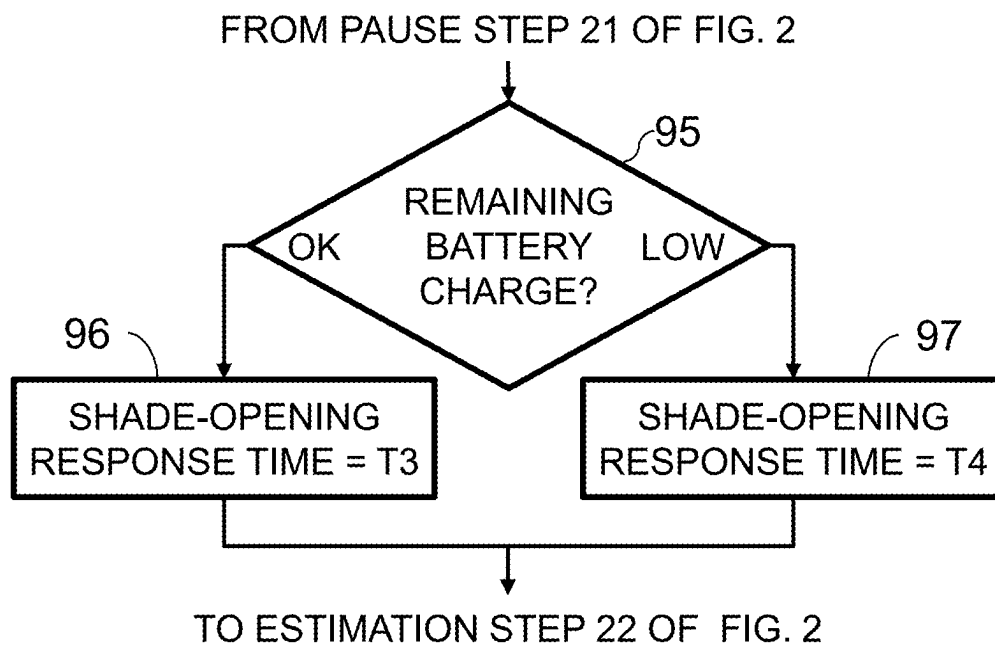 FROM PAUSE STEP 21 OF FIG. 2
95
REMAINING
OK BATTERY LOW
CHARGE?
96
97
SHADE-OPENING
RESPONSE TIME = T3
SHADE-OPENING
RESPONSE TIME = T4
TO ESTIMATION STEP 22 OF FIG. 2